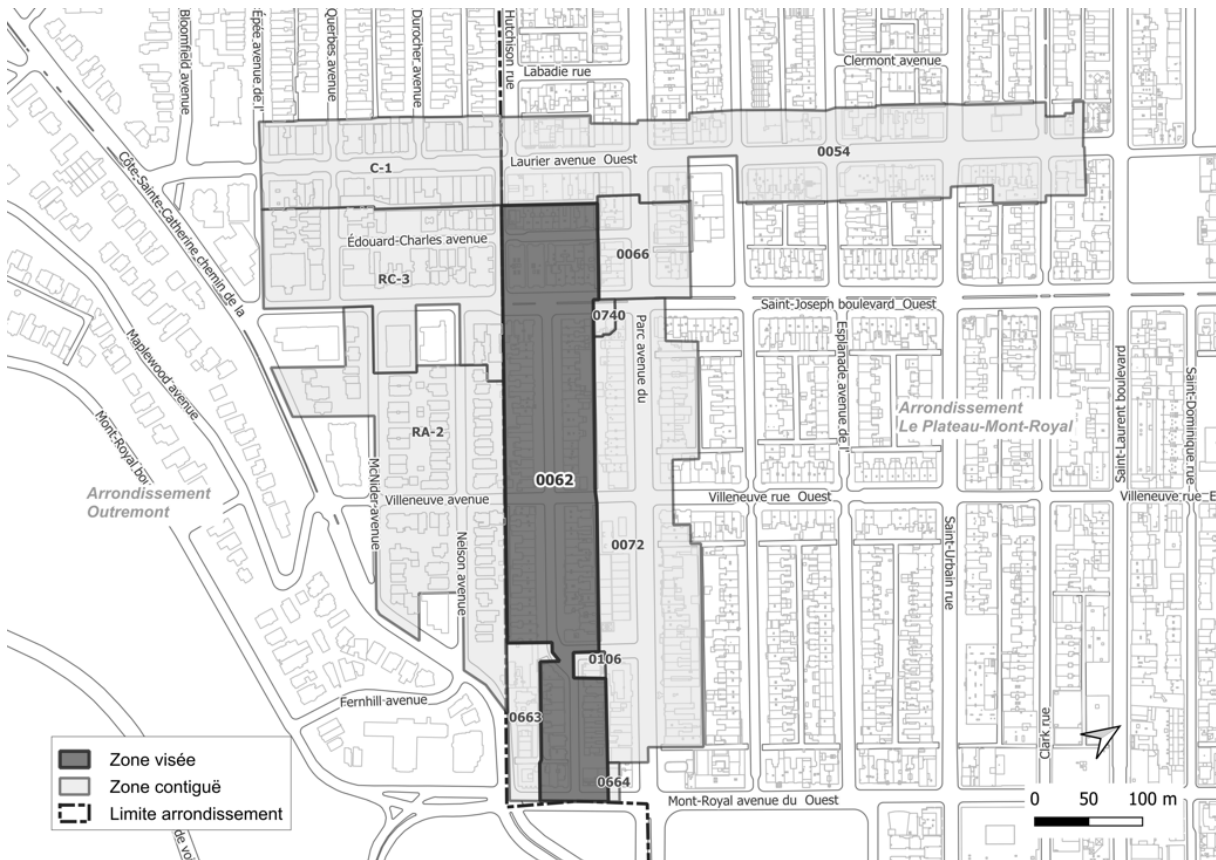 Bloomfield avenue
Épée avenue de l'
Querbes avenue
Durocher avenue
Hutchison rue
Labadie rue
Clermont avenue
Côte-Sainte-Catherine chemin de la
C-1
Laurier avenue Ouest
0054
Édouard-Charles avenue
RC-3
0066
Saint-Joseph boulevard Ouest
0740
Parc avenue du
Esplanade avenue de l'
Saint-Laurent boulevard
Saint-Dominique rue
Maplewood avenue
Mont-Royal bou
Arrondissement
Le Plateau-Mont-Royal
RA-2
McNider avenue
Arrondissement
Outremont
Villeneuve avenue
0062
Villeneuve rue Ouest
Villeneuve rue E
Nelson avenue
0072
Saint-Urbain rue
0106
Fernhill avenue
0663
Clark rue
0664
Mont-Royal avenue du Ouest
Zone visée
Zone contiguë
Limite arrondissement
de vo
0 50 100 m